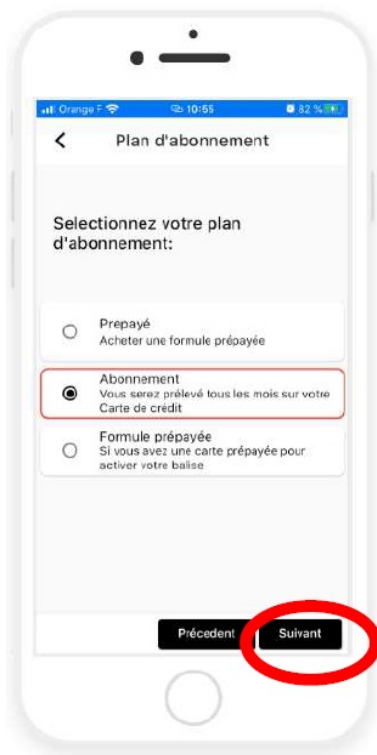 Orange F 10:55 82 %
Plan d'abonnement
Selectionnez votre plan
d'abonnement:
Prepayé
Acheter une formule prépayée
Abonnement
Vous serez prélevé tous les mois sur votre
Carte de crédit
Formule prépayée
Si vous avez une carte prépayée pour
activer votre balise
Précedent Suivant